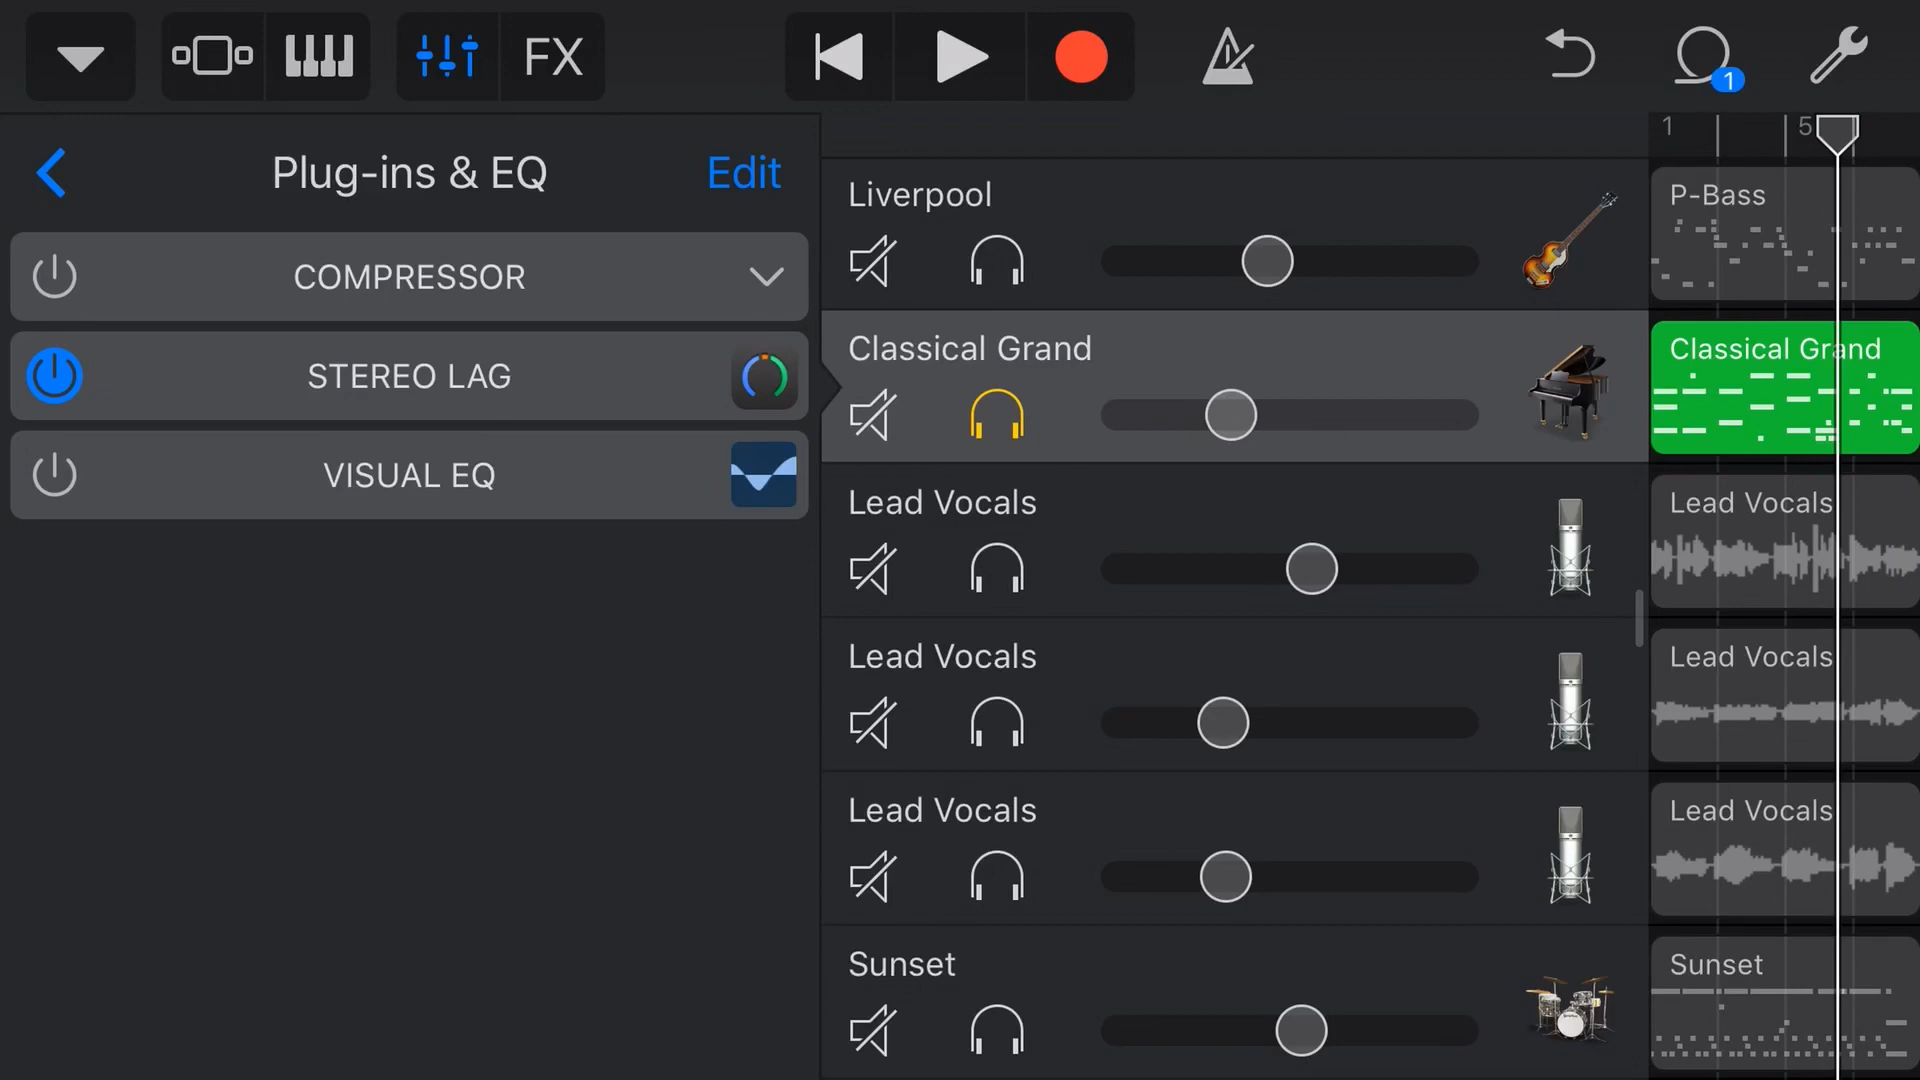 FX
1
Plug-ins & EQ
Edit
COMPRESSOR
STEREO LAG
VISUAL EQ
1
5
Liverpool
P-Bass
Classical Grand
Classical Grand
Lead Vocals
Lead Vocals
Lead Vocals
Lead Vocals
Lead Vocals
Lead Vocals
Sunset
Sunset